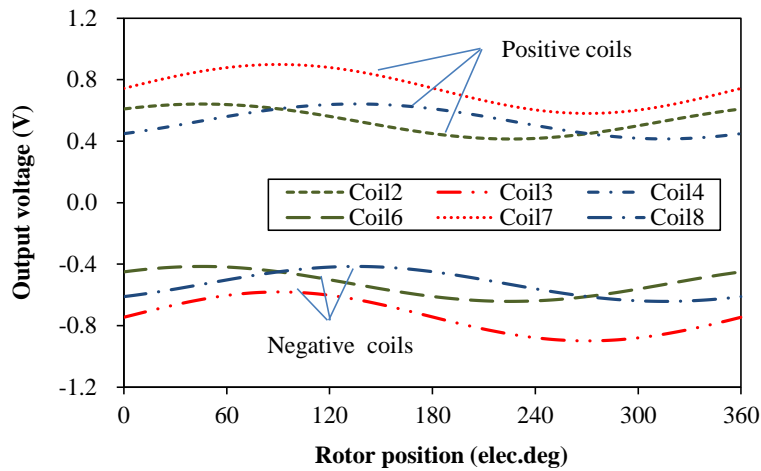 1.2
0.8
0.4
0.0
-0.4
-0.8
-1.2
Output voltage (V)
Positive coils
Coil2 Coil3 Coil4
Coil6 Coil7 Coil8
Negative coils
0 60 120 180 240 300 360
Rotor position (elec.deg)